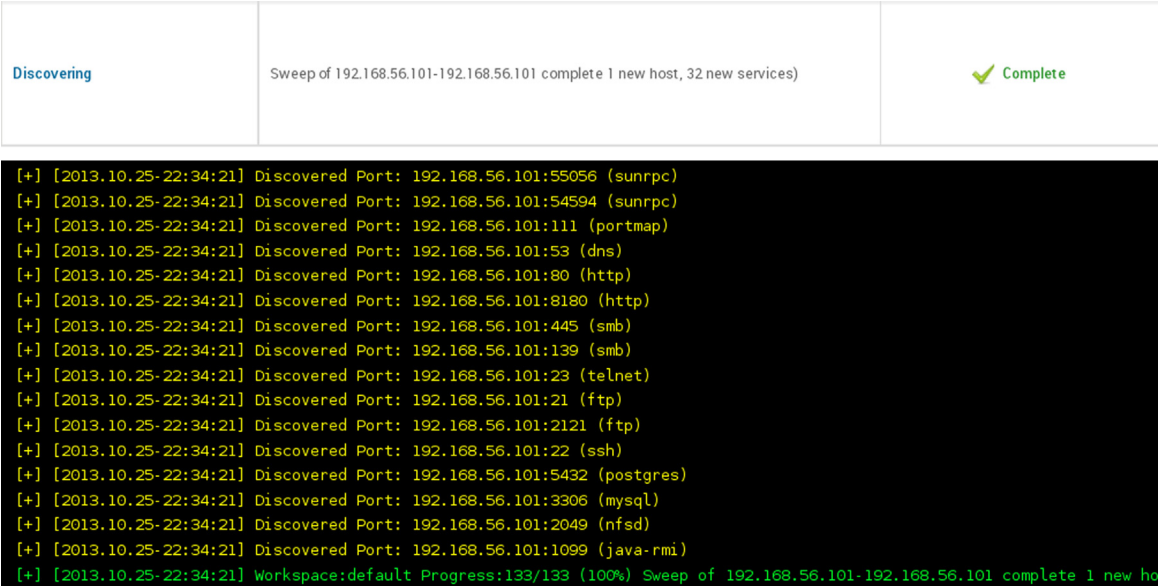 Discovering
Sweep of 192.168.56.101-192.168.56.101 complete 1 new host, 32 new services)
Complete
[+] [2013.10.25-22:34:21] Discovered Port: 192.168.56.101:55056 (sunrpc)
[+] [2013.10.25-22:34:21] Discovered Port: 192.168.56.101:54594 (sunrpc)
[+] [2013.10.25-22:34:21] Discovered Port: 192.168.56.101:111 (portmap)
[+] [2013.10.25-22:34:21] Discovered Port: 192.168.56.101:53 (dns)
[+] [2013.10.25-22:34:21] Discovered Port: 192.168.56.101:80 (http)
[+] [2013.10.25-22:34:21] Discovered Port: 192.168.56.101:8180 (http)
[+] [2013.10.25-22:34:21] Discovered Port: 192.168.56.101:445 (smb)
[+] [2013.10.25-22:34:21] Discovered Port: 192.168.56.101:139 (smb)
[+] [2013.10.25-22:34:21] Discovered Port: 192.168.56.101:23 (telnet)
[+] [2013.10.25-22:34:21] Discovered Port: 192.168.56.101:21 (ftp)
[+] [2013.10.25-22:34:21] Discovered Port: 192.168.56.101:2121 (ftp)
[+] [2013.10.25-22:34:21] Discovered Port: 192.168.56.101:22 (ssh)
[+] [2013.10.25-22:34:21] Discovered Port: 192.168.56.101:5432 (postgres)
[+] [2013.10.25-22:34:21] Discovered Port: 192.168.56.101:3306 (mysql)
[+] [2013.10.25-22:34:21] Discovered Port: 192.168.56.101:2049 (nfsd)
[+] [2013.10.25-22:34:21] Discovered Port: 192.168.56.101:1099 (java-rmi)
[+] [2013.10.25-22:34:21] Workspace:default Progress:133/133 (100%) Sweep of 192.168.56.101-192.168.56.101 complete 1 new ho